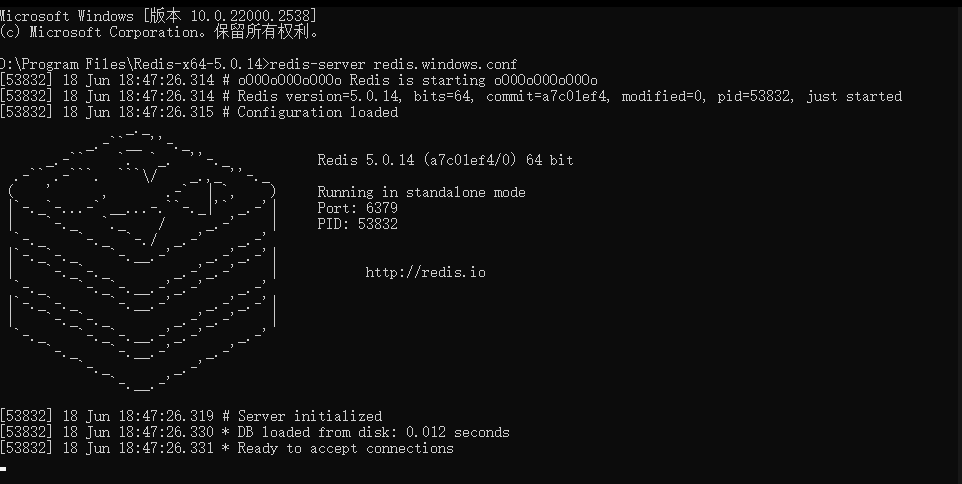 Microsoft Windows [版本 10.0.22000.2538]
(c) Microsoft Corporation。保留所有权利。
D:\Program Files\Redis-x64-5.0.14>redis-server redis.windows.conf
[53832] 18 Jun 18:47:26.314 # oO0OoO0OoO0Oo Redis is starting oO0OoO0OoO0Oo
[53832] 18 Jun 18:47:26.314 # Redis version=5.0.14, bits=64, commit=a7c01ef4, modified=0, pid=53832, just started
[53832] 18 Jun 18:47:26.315 # Configuration loaded
Redis 5.0.14 (a7c01ef4/0) 64 bit
Running in standalone mode
Port: 6379
PID: 53832
http://redis.io
[53832] 18 Jun 18:47:26.319 # Server initialized
[53832] 18 Jun 18:47:26.330 * DB loaded from disk: 0.012 seconds
[53832] 18 Jun 18:47:26.331 * Ready to accept connections